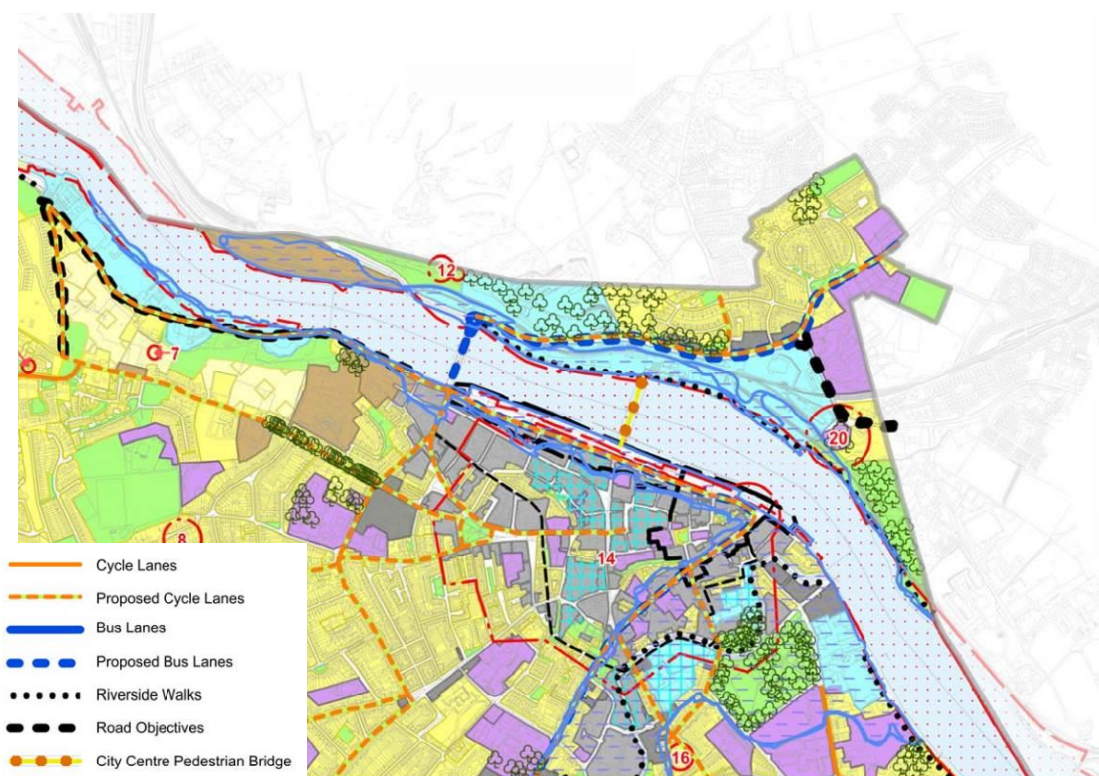 12
7
20
8
14
16
Cycle Lanes
Proposed Cycle Lanes
Bus Lanes
Proposed Bus Lanes
Riverside Walks
Road Objectives
City Centre Pedestrian Bridge